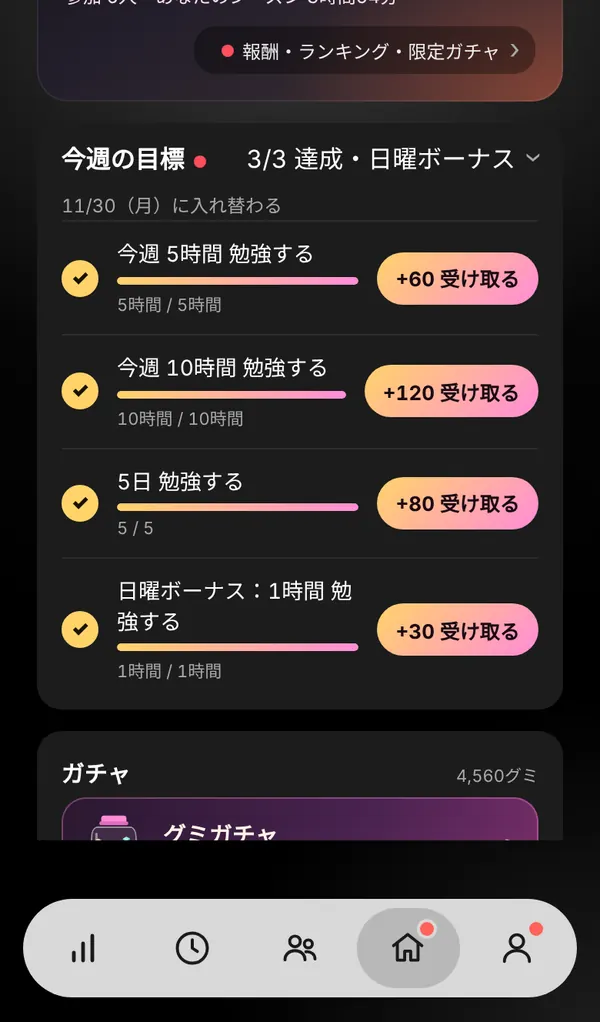 報酬・ランキング・限定ガチャ
今週の目標
3/3 達成・日曜ボーナス
11/30（月）に入れ替わる
今週 5時間 勉強する
5時間 / 5時間
+60 受け取る
今週 10時間 勉強する
10時間 / 10時間
+120 受け取る
5日 勉強する
5 / 5
+80 受け取る
日曜ボーナス：1時間 勉
強する
1時間 / 1時間
+30 受け取る
ガチャ
4,560グミ
グミガチャ